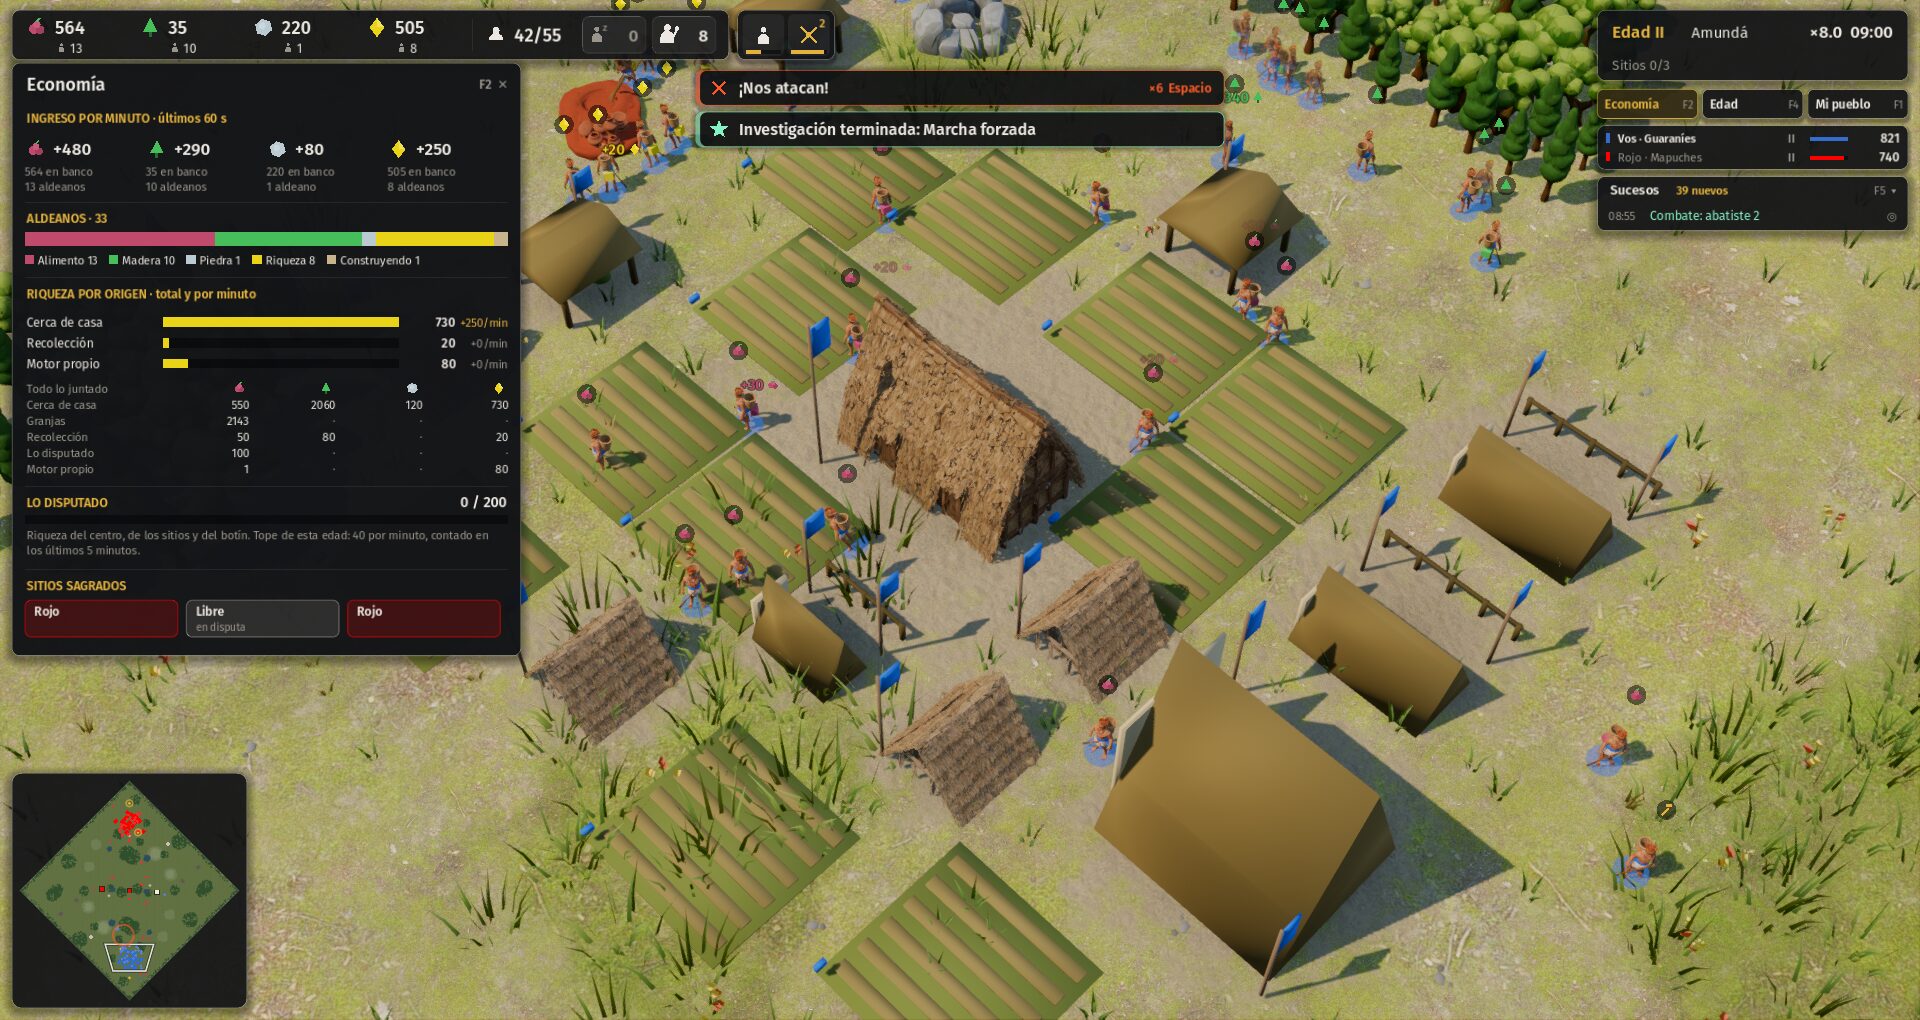 564 35 220 505 42/55 0 8 2
13 10 1 8
Economía F2 ×
INGRESO POR MINUTO · últimos 60 s
+480 +290 +80 +250
564 en banco 35 en banco 220 en banco 505 en banco
13 aldeanos 10 aldeanos 1 aldeano 8 aldeanos
ALDEANOS · 33
Alimento 13 Madera 10 Piedra 1 Riqueza 8 Construyendo 1
RIQUEZA POR ORIGEN · total y por minuto
Cerca de casa 730 +250/min
Recolección 20 +0/min
Motor propio 80 +0/min
Todo lo juntado
Cerca de casa 550 2060 120 730
Granjas 2143 · · ·
Recolección 50 80 · 20
Lo disputado 100 · · ·
Motor propio 1 · · 80
LO DISPUTADO 0 / 200
Riqueza del centro, de los sitios y del botín. Tope de esta edad: 40 por minuto, contado en
los últimos 5 minutos.
SITIOS SAGRADOS
Rojo Libre Rojo
en disputa
¡Nos atacan! ×6 Espacio
Investigación terminada: Marcha forzada
Edad II Amundá ×8.0 09:00
Sitios 0/3
Economía F2 Edad F4 Mi pueblo F1
Vos · Guaraníes II 821
Rojo · Mapuches II 740
Sucesos 39 nuevos F5
08:55 Combate: abatiste 2
+20
+20
+30
+20